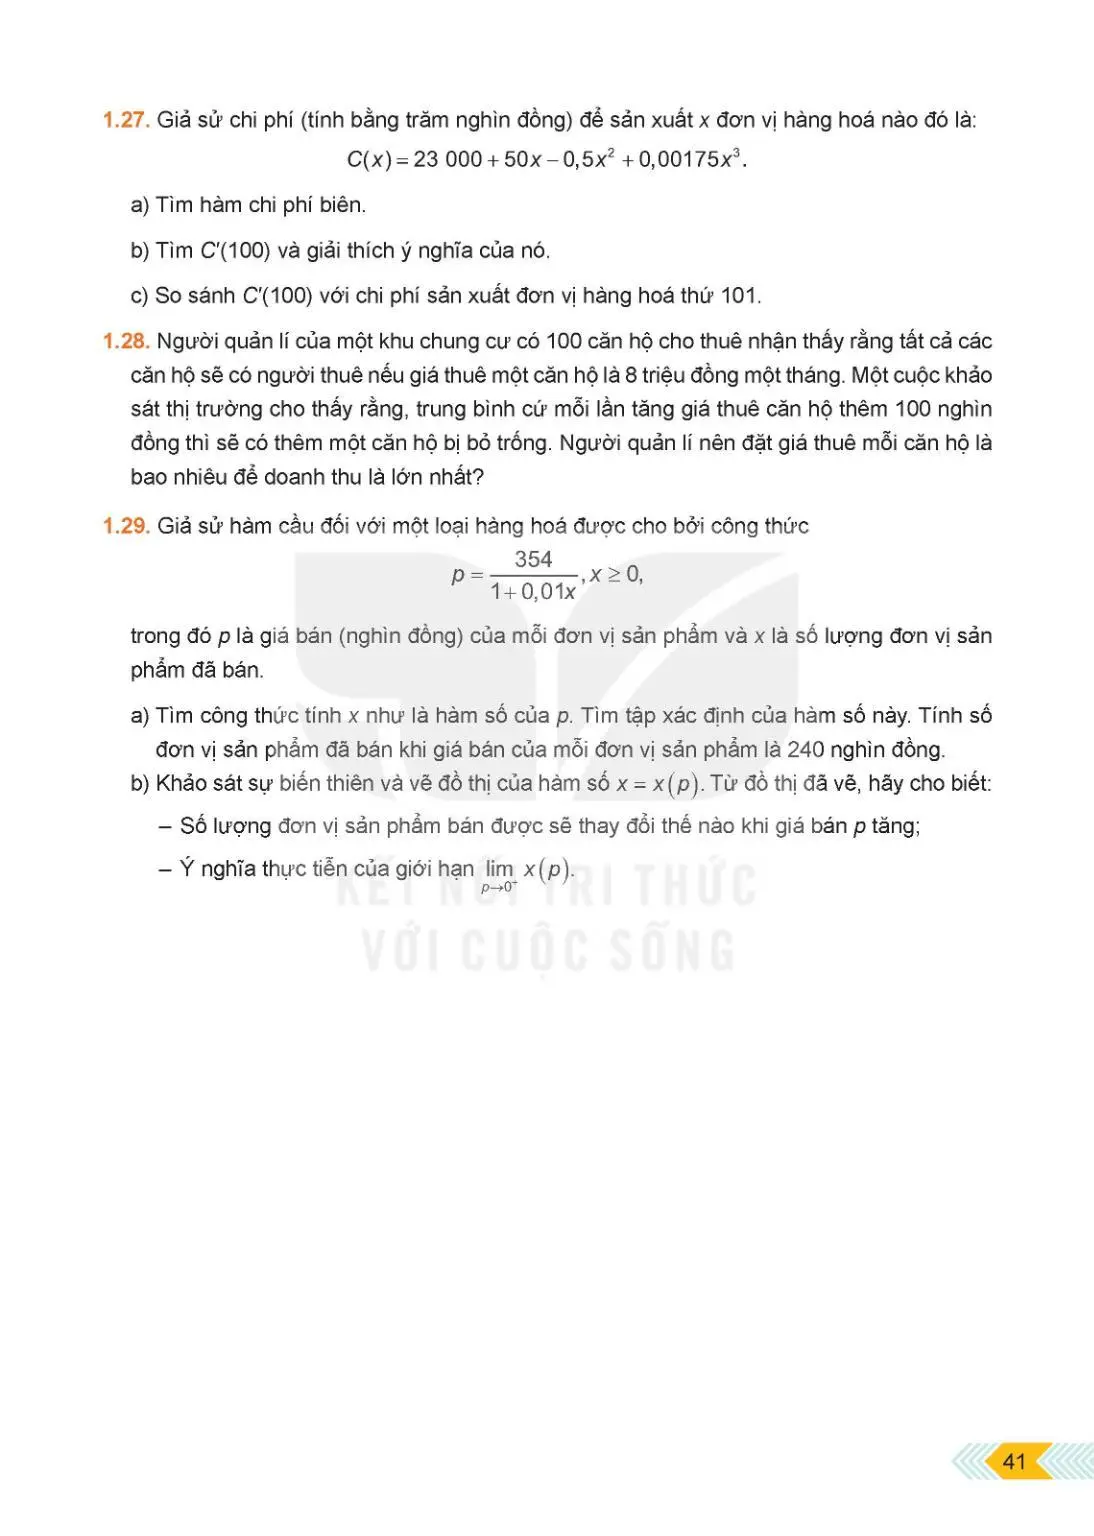 1.27. Giả sử chi phí (tính bằng trăm nghìn đồng) để sản xuất x đơn vị hàng hoá nào đó là:
C(x) = 23 000 + 50x − 0,5x² + 0,00175x³.
a) Tìm hàm chi phí biên.
b) Tìm C′(100) và giải thích ý nghĩa của nó.
c) So sánh C′(100) với chi phí sản xuất đơn vị hàng hoá thứ 101.
1.28. Người quản lí của một khu chung cư có 100 căn hộ cho thuê nhận thấy rằng tất cả các
căn hộ sẽ có người thuê nếu giá thuê một căn hộ là 8 triệu đồng một tháng. Một cuộc khảo
sát thị trường cho thấy rằng, trung bình cứ mỗi lần tăng giá thuê căn hộ thêm 100 nghìn
đồng thì sẽ có thêm một căn hộ bị bỏ trống. Người quản lí nên đặt giá thuê mỗi căn hộ là
bao nhiêu để doanh thu là lớn nhất?
1.29. Giả sử hàm cầu đối với một loại hàng hoá được cho bởi công thức
p = 354 / (1 + 0,01x), x ≥ 0,
trong đó p là giá bán (nghìn đồng) của mỗi đơn vị sản phẩm và x là số lượng đơn vị sản
phẩm đã bán.
a) Tìm công thức tính x như là hàm số của p. Tìm tập xác định của hàm số này. Tính số
đơn vị sản phẩm đã bán khi giá bán của mỗi đơn vị sản phẩm là 240 nghìn đồng.
b) Khảo sát sự biến thiên và vẽ đồ thị của hàm số x = x(p). Từ đồ thị đã vẽ, hãy cho biết:
– Số lượng đơn vị sản phẩm bán được sẽ thay đổi thế nào khi giá bán p tăng;
– Ý nghĩa thực tiễn của giới hạn lim x(p).
p→0⁺
KẾT NỐI TRI THỨC
VỚI CUỘC SỐNG
41